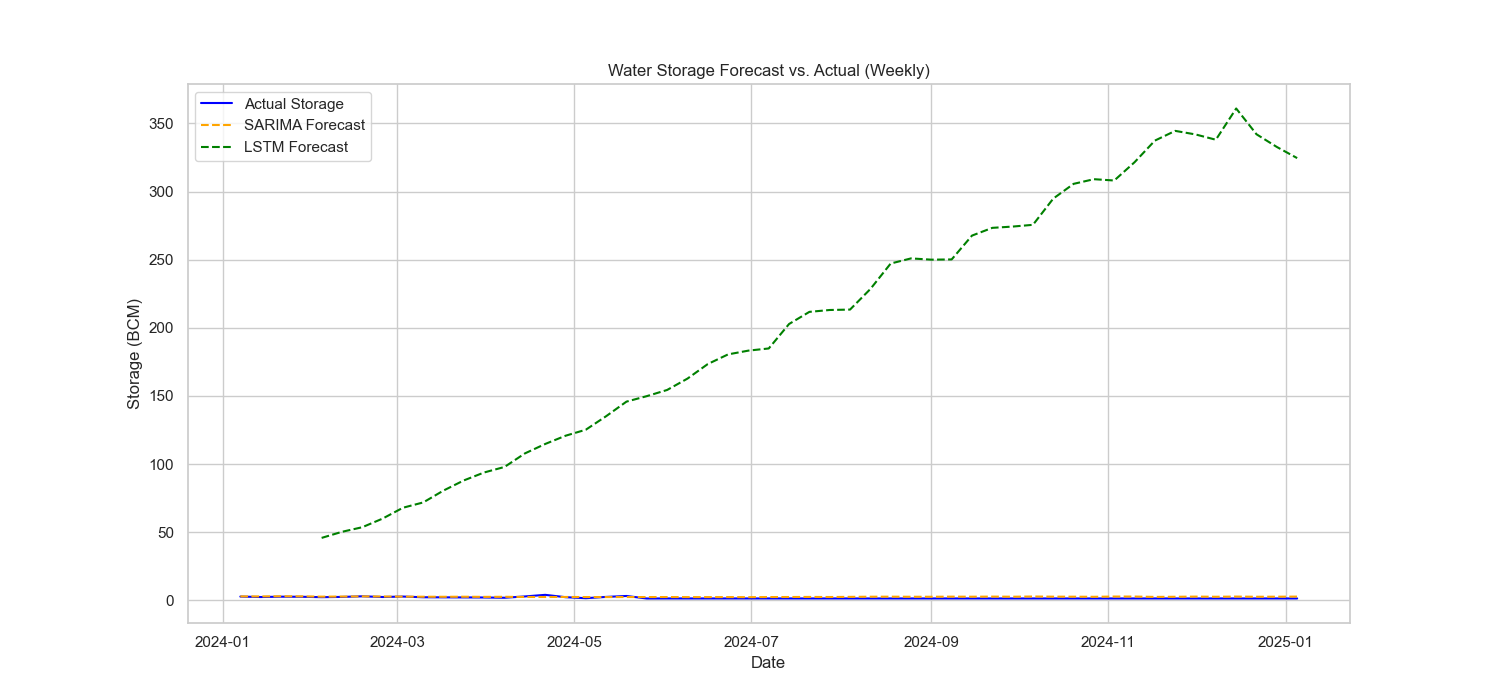 Water Storage Forecast vs. Actual (Weekly)
Actual Storage
SARIMA Forecast
LSTM Forecast
Storage (BCM)
350
300
250
200
150
100
50
0
2024-01
2024-03
2024-05
2024-07
2024-09
2024-11
2025-01
Date